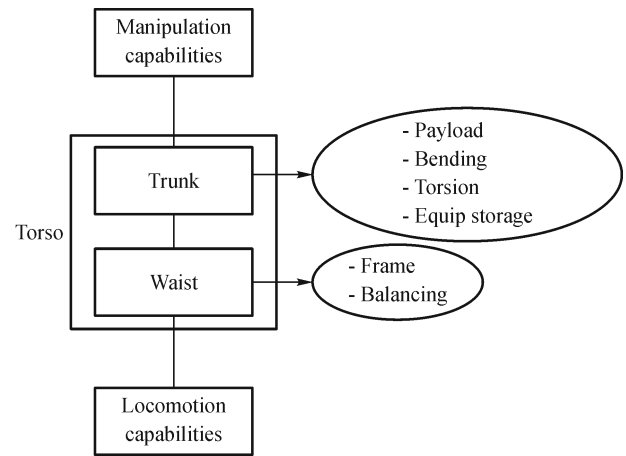 Manipulation
capabilities
Trunk
- Payload
- Bending
- Torsion
- Equip storage
Torso
Waist
- Frame
- Balancing
Locomotion
capabilities